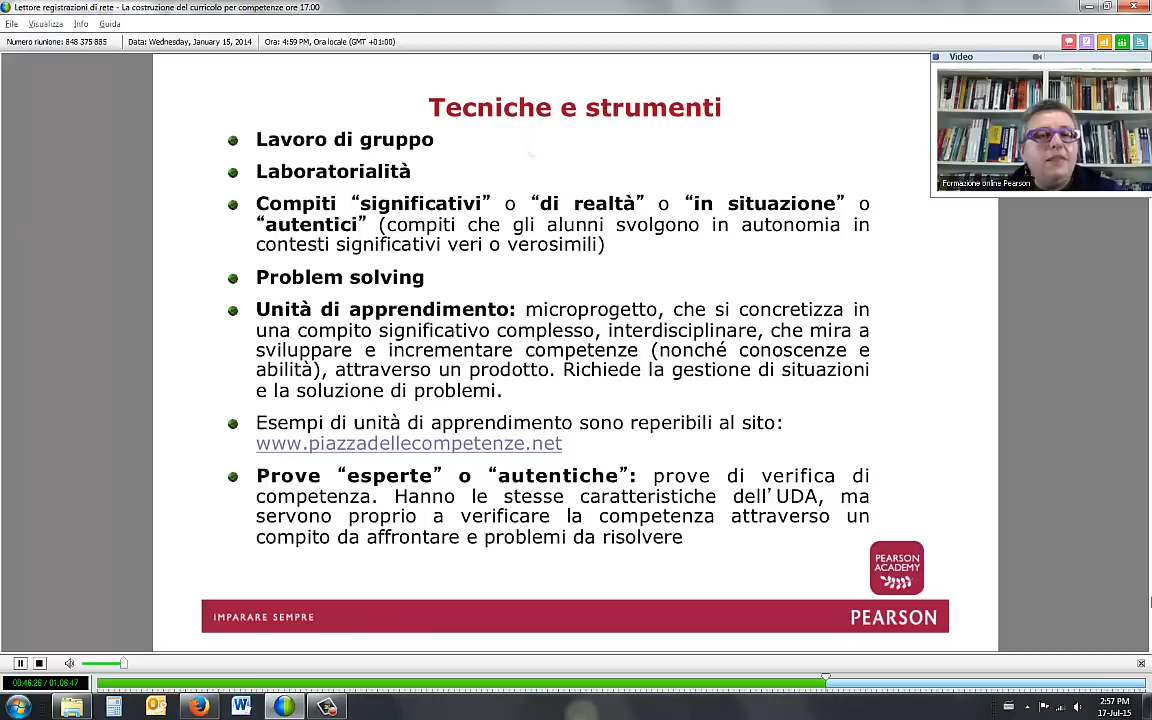 Lettore registrazioni di rete - La costruzione del curricolo per competenze ore 17.00
File Visualizza Info Guida
Numero riunione: 848 375 885 Data: Wednesday, January 15, 2014 Ora: 4:59 PM, Ora locale (GMT +01:00)
Video
Formazione online Pearson
Tecniche e strumenti
Lavoro di gruppo
Laboratorialità
Compiti “significativi” o “di realtà” o “in situazione” o
“autentici” (compiti che gli alunni svolgono in autonomia in
contesti significativi veri o verosimili)
Problem solving
Unità di apprendimento: microprogetto, che si concretizza in
una compito significativo complesso, interdisciplinare, che mira a
sviluppare e incrementare competenze (nonché conoscenze e
abilità), attraverso un prodotto. Richiede la gestione di situazioni
e la soluzione di problemi.
Esempi di unità di apprendimento sono reperibili al sito:
www.piazzadellecompetenze.net
Prove “esperte” o “autentiche”: prove di verifica di
competenza. Hanno le stesse caratteristiche dell’UDA, ma
servono proprio a verificare la competenza attraverso un
compito da affrontare e problemi da risolvere
PEARSON
ACADEMY
IMPARARE SEMPRE PEARSON
00:46:26 / 01:06:47
2:57 PM
17-Jul-15